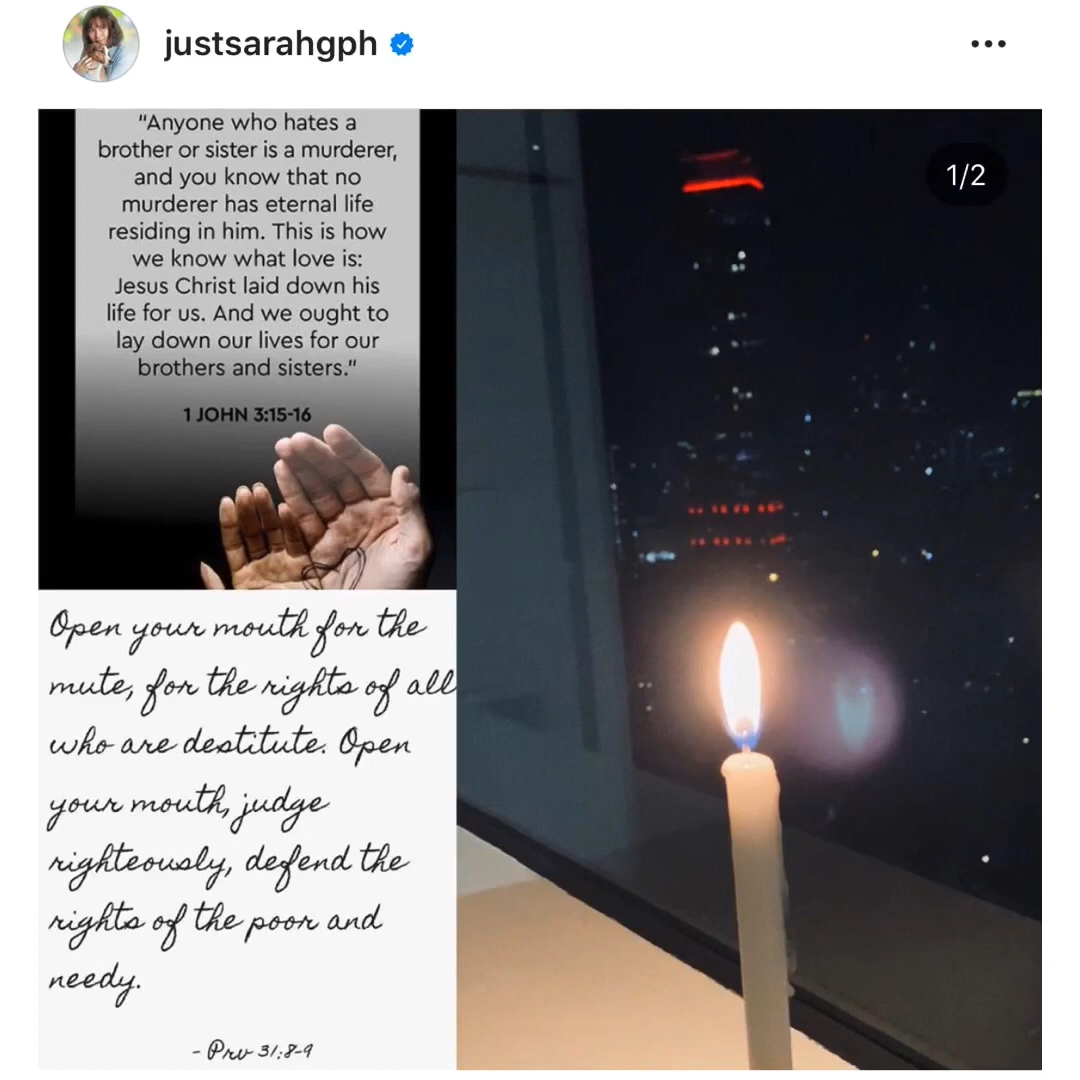 justsarahgph
1/2
"Anyone who hates a
brother or sister is a murderer,
and you know that no
murderer has eternal life
residing in him. This is how
we know what love is:
Jesus Christ laid down his
life for us. And we ought to
lay down our lives for our
brothers and sisters."
1 JOHN 3:15-16
Open your mouth for the
mute, for the rights of all
who are destitute. Open
your mouth, judge
righteously, defend the
rights of the poor and
needy.
- Prv 31:8-9